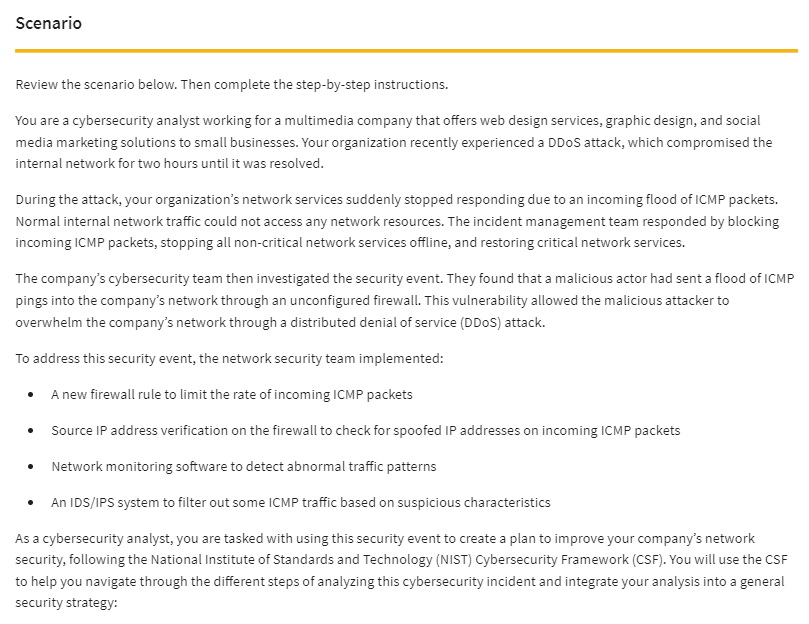 Scenario
Review the scenario below. Then complete the step-by-step instructions.
You are a cybersecurity analyst working for a multimedia company that offers web design services, graphic design, and social
media marketing solutions to small businesses. Your organization recently experienced a DDoS attack, which compromised the
internal network for two hours until it was resolved.
During the attack, your organization's network services suddenly stopped responding due to an incoming flood of ICMP packets.
Normal internal network traffic could not access any network resources. The incident management team responded by blocking
incoming ICMP packets, stopping all non-critical network services offline, and restoring critical network services.
The company's cybersecurity team then investigated the security event. They found that a malicious actor had sent a flood of ICMP
pings into the company's network through an unconfigured firewall. This vulnerability allowed the malicious attacker to
overwhelm the company's network through a distributed denial of service (DDoS) attack.
To address this security event, the network security team implemented:
• A new firewall rule to limit the rate of incoming ICMP packets
• Source IP address verification on the firewall to check for spoofed IP addresses on incoming ICMP packets
• Network monitoring software to detect abnormal traffic patterns
• An IDS/IPS system to filter out some ICMP traffic based on suspicious characteristics
As a cybersecurity analyst, you are tasked with using this security event to create a plan to improve your company's network
security, following the National Institute of Standards and Technology (NIST) Cybersecurity Framework (CSF). You will use the CSF
to help you navigate through the different steps of analyzing this cybersecurity incident and integrate your analysis into a general
security strategy: